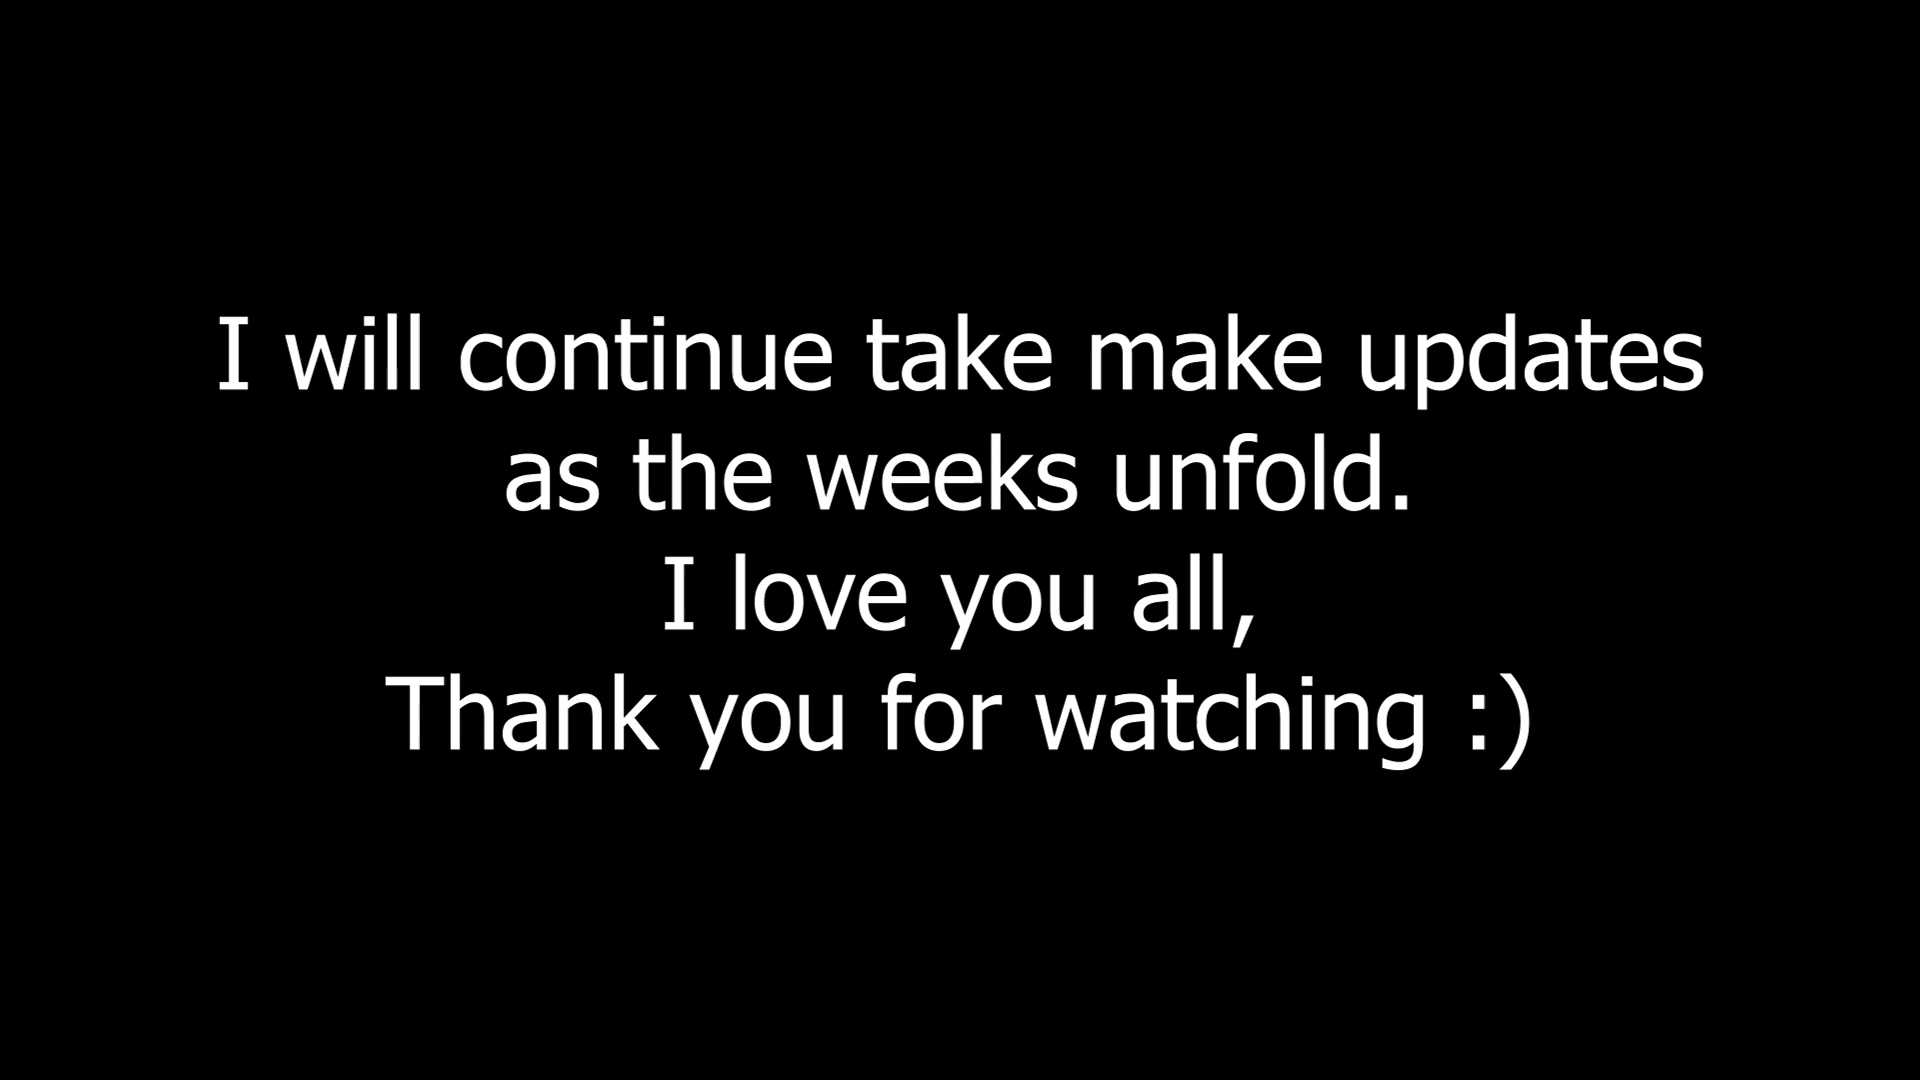 I will continue take make updates
as the weeks unfold.
I love you all,
Thank you for watching :)